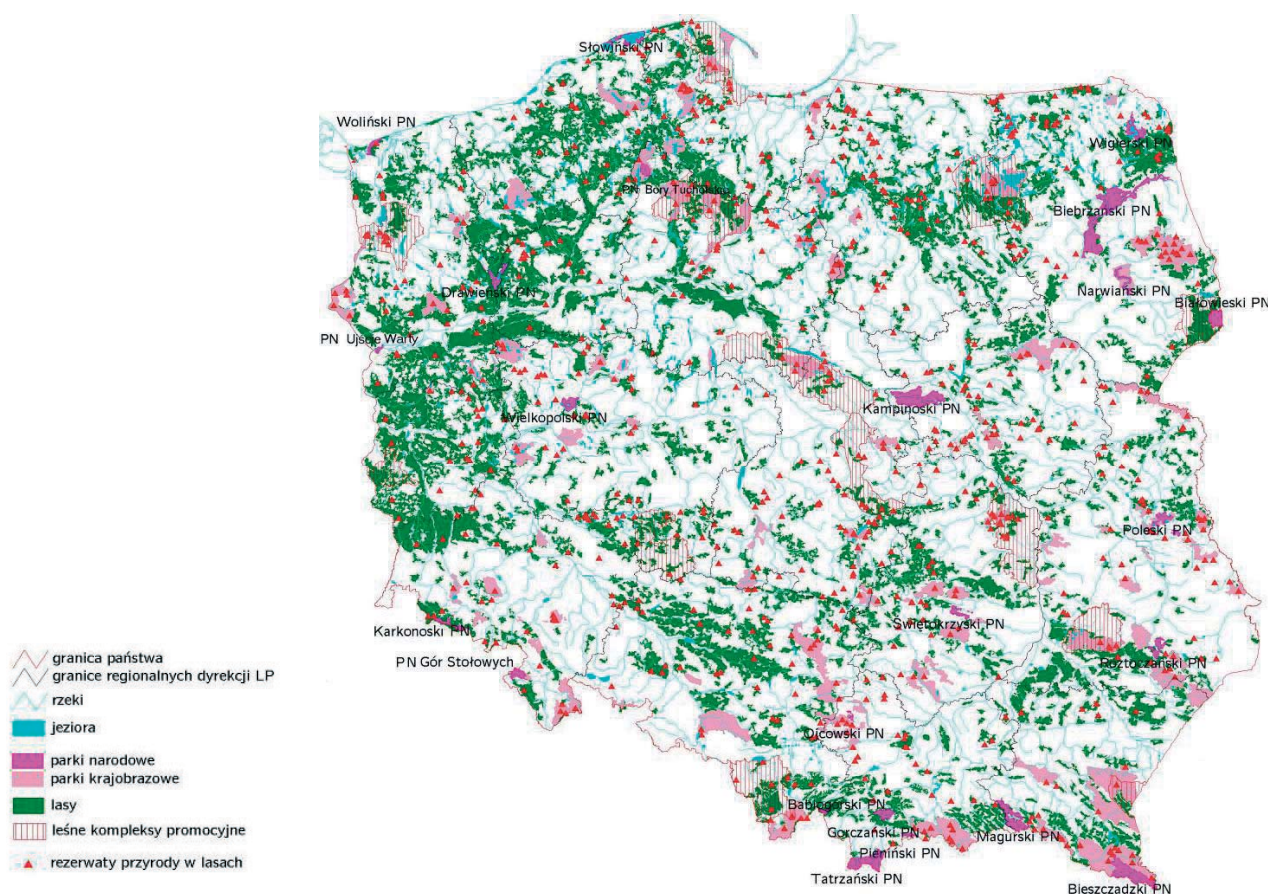 Słowiński PN
Woliński PN
Wigierski PN
PN Bory Tucholskie
Biebrzański PN
Drawieński PN
Narwiański PN
Białowieski PN
PN Ujście Warty
Kampinoski PN
Wielkopolski PN
Poleski PN
Karkonoski PN
Świętokrzyski PN
PN Gór Stołowych
Roztoczański PN
Ojcowski PN
Babiogórski PN
Gorczański PN
Magurski PN
Pieniński PN
Tatrzański PN
Bieszczadzki PN
granica państwa
granice regionalnych dyrekcji LP
rzeki
jeziora
parki narodowe
parki krajobrazowe
lasy
leśne kompleksy promocyjne
rezerwaty przyrody w lasach